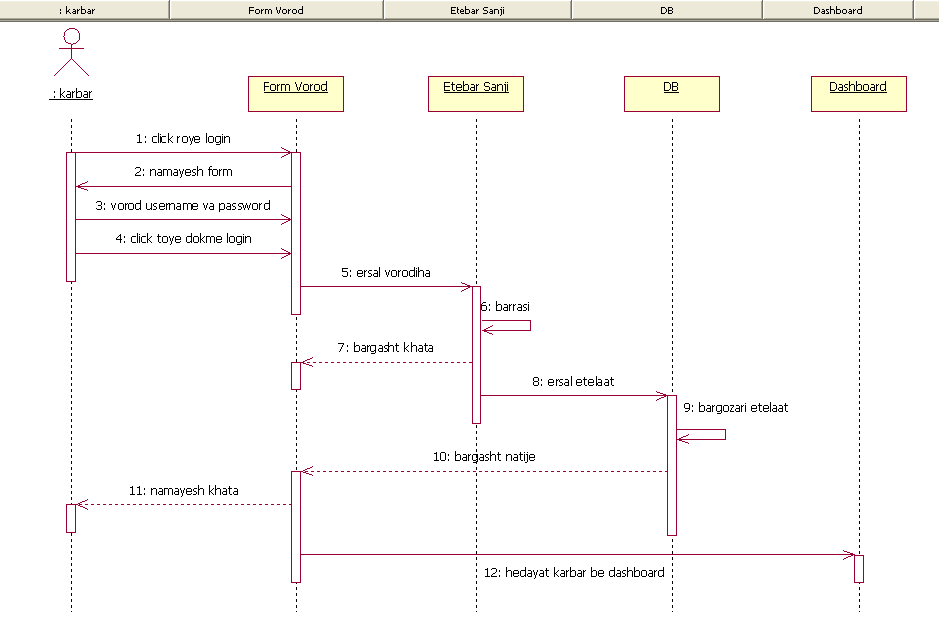 : karbar
Form Vorod
Etebar Sanji
DB
Dashboard
: karbar
Form Vorod
Etebar Sanji
DB
Dashboard
1: click roye login
2: namayesh form
3: vorod username va password
4: click toye dokme login
5: ersal vorodiha
6: barrasi
7: bargasht khata
8: ersal etelaat
9: bargozari etelaat
10: bargasht natije
11: namayesh khata
12: hedayat karbar be dashboard